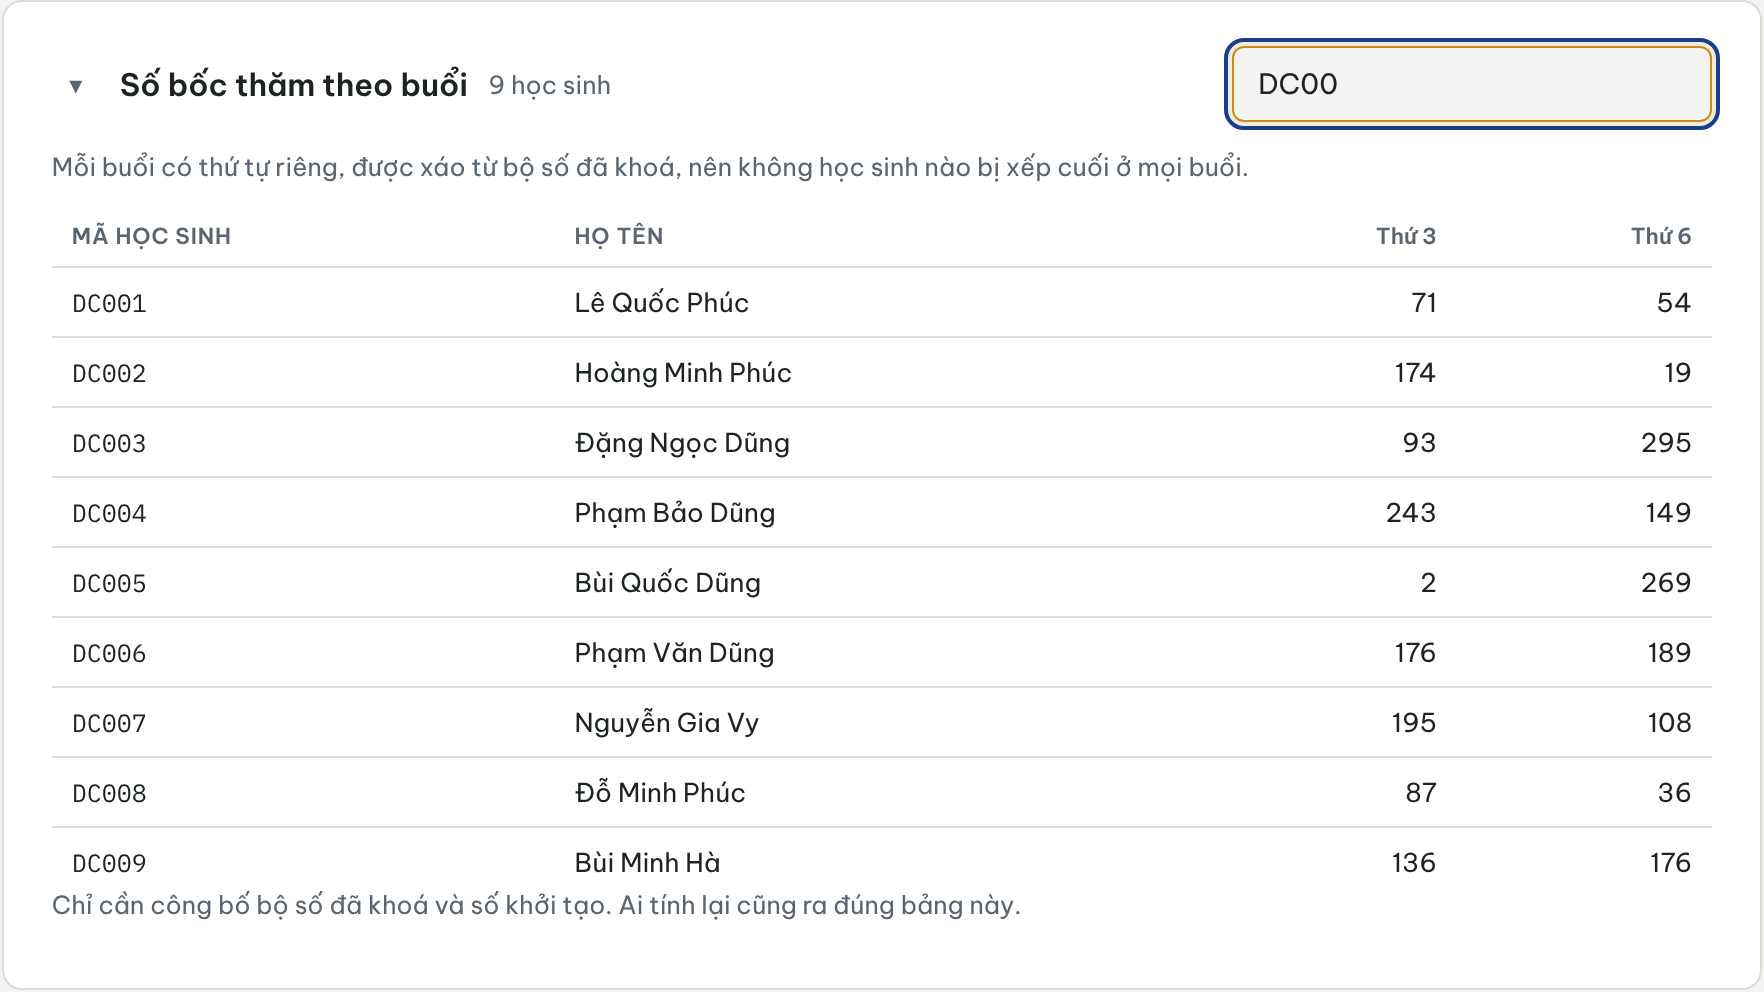 ▼ Số bốc thăm theo buổi 9 học sinh DC00
Mỗi buổi có thứ tự riêng, được xáo từ bộ số đã khoá, nên không học sinh nào bị xếp cuối ở mọi buổi.
MÃ HỌC SINH HỌ TÊN Thứ 3 Thứ 6
DC001 Lê Quốc Phúc 71 54
DC002 Hoàng Minh Phúc 174 19
DC003 Đặng Ngọc Dũng 93 295
DC004 Phạm Bảo Dũng 243 149
DC005 Bùi Quốc Dũng 2 269
DC006 Phạm Văn Dũng 176 189
DC007 Nguyễn Gia Vy 195 108
DC008 Đỗ Minh Phúc 87 36
DC009 Bùi Minh Hà 136 176
Chỉ cần công bố bộ số đã khoá và số khởi tạo. Ai tính lại cũng ra đúng bảng này.